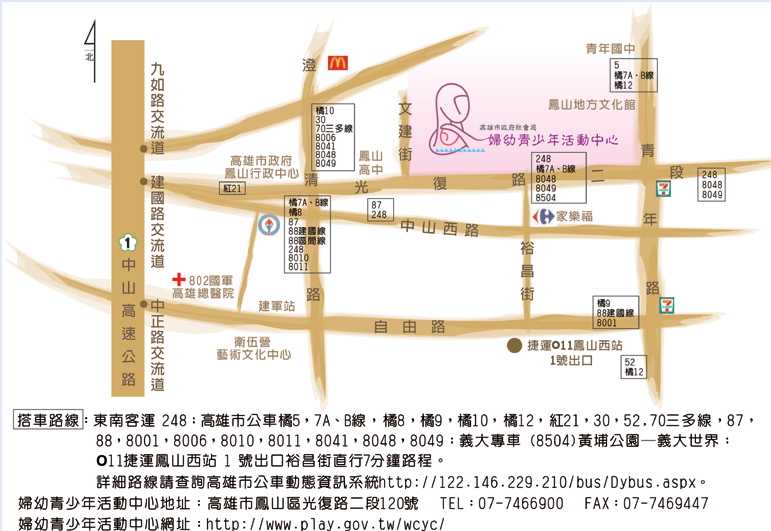 北
九如路交流道
建國路交流道
中正路交流道
1
中山高速公路
澄
清
路
橘10
30
70三多線
8006
8041
8048
8049
文建街
青年國中
5
橘7A、B線
橘12
鳳山地方文化館
高雄市政府社會局
婦幼青少年活動中心
高雄市政府
鳳山行政中心
鳳山
高中
紅21
光復路二段
248
橘7A、B線
8048
8049
8504
青年路
248
8048
8049
橘7A、B線
橘8
87
88建國線
88區間線
248
8010
8011
87
248
中山西路
家樂福
裕昌街
802國軍
高雄總醫院
建軍站
衛伍營
藝術文化中心
自由路
橘9
88建國線
8001
捷運O11鳳山西站
1號出口
52
橘12
搭車路線：東南客運 248；高雄市公車橘5，7A、B線，橘8，橘9，橘10，橘12，紅21，30，52.70三多線，87，
88，8001，8006，8010，8011，8041，8048，8049；義大專車 (8504)黃埔公園—義大世界；
O11捷運鳳山西站 1 號出口裕昌街直行7分鐘路程。
詳細路線請查詢高雄市公車動態資訊系統http://122.146.229.210/bus/Dybus.aspx。
婦幼青少年活動中心地址：高雄市鳳山區光復路二段120號 TEL：07-7466900 FAX：07-7469447
婦幼青少年活動中心網址：http://www.play.gov.tw/wcyc/